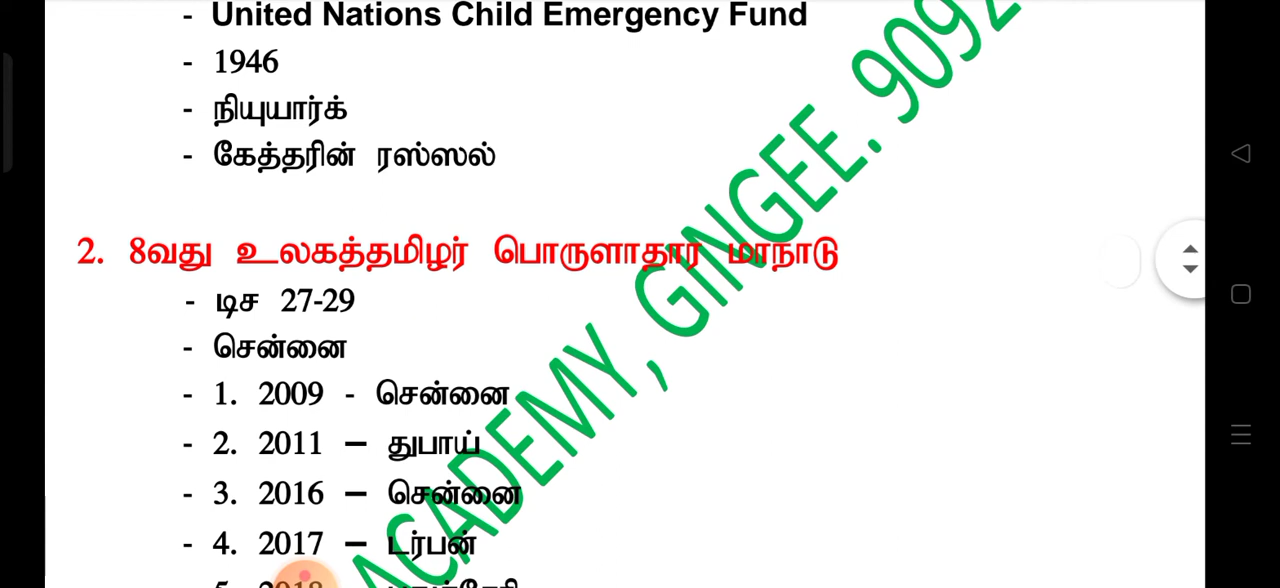 - United Nations Child Emergency Fund
- 1946
- நியுயார்க்
- கேத்தரின் ரஸ்ஸல்
2. 8வது உலகத்தமிழர் பொருளாதார மாநாடு
- டிச 27-29
- சென்னை
- 1. 2009 - சென்னை
- 2. 2011 – துபாய்
- 3. 2016 – சென்னை
- 4. 2017 – டர்பன்
ACADEMY, GINGEE. 9092